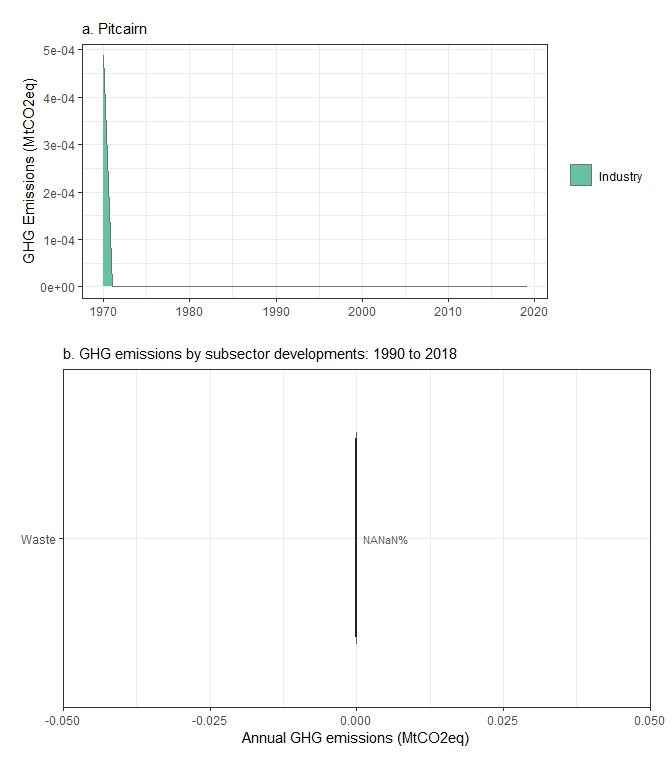 a. Pitcairn
5e-04
4e-04
3e-04
2e-04
1e-04
0e+00
GHG Emissions (MtCO2eq)
1970 1980 1990 2000 2010 2020
Industry
b. GHG emissions by subsector developments: 1990 to 2018
Waste
NANaN%
-0.050 -0.025 0.000 0.025 0.050
Annual GHG emissions (MtCO2eq)